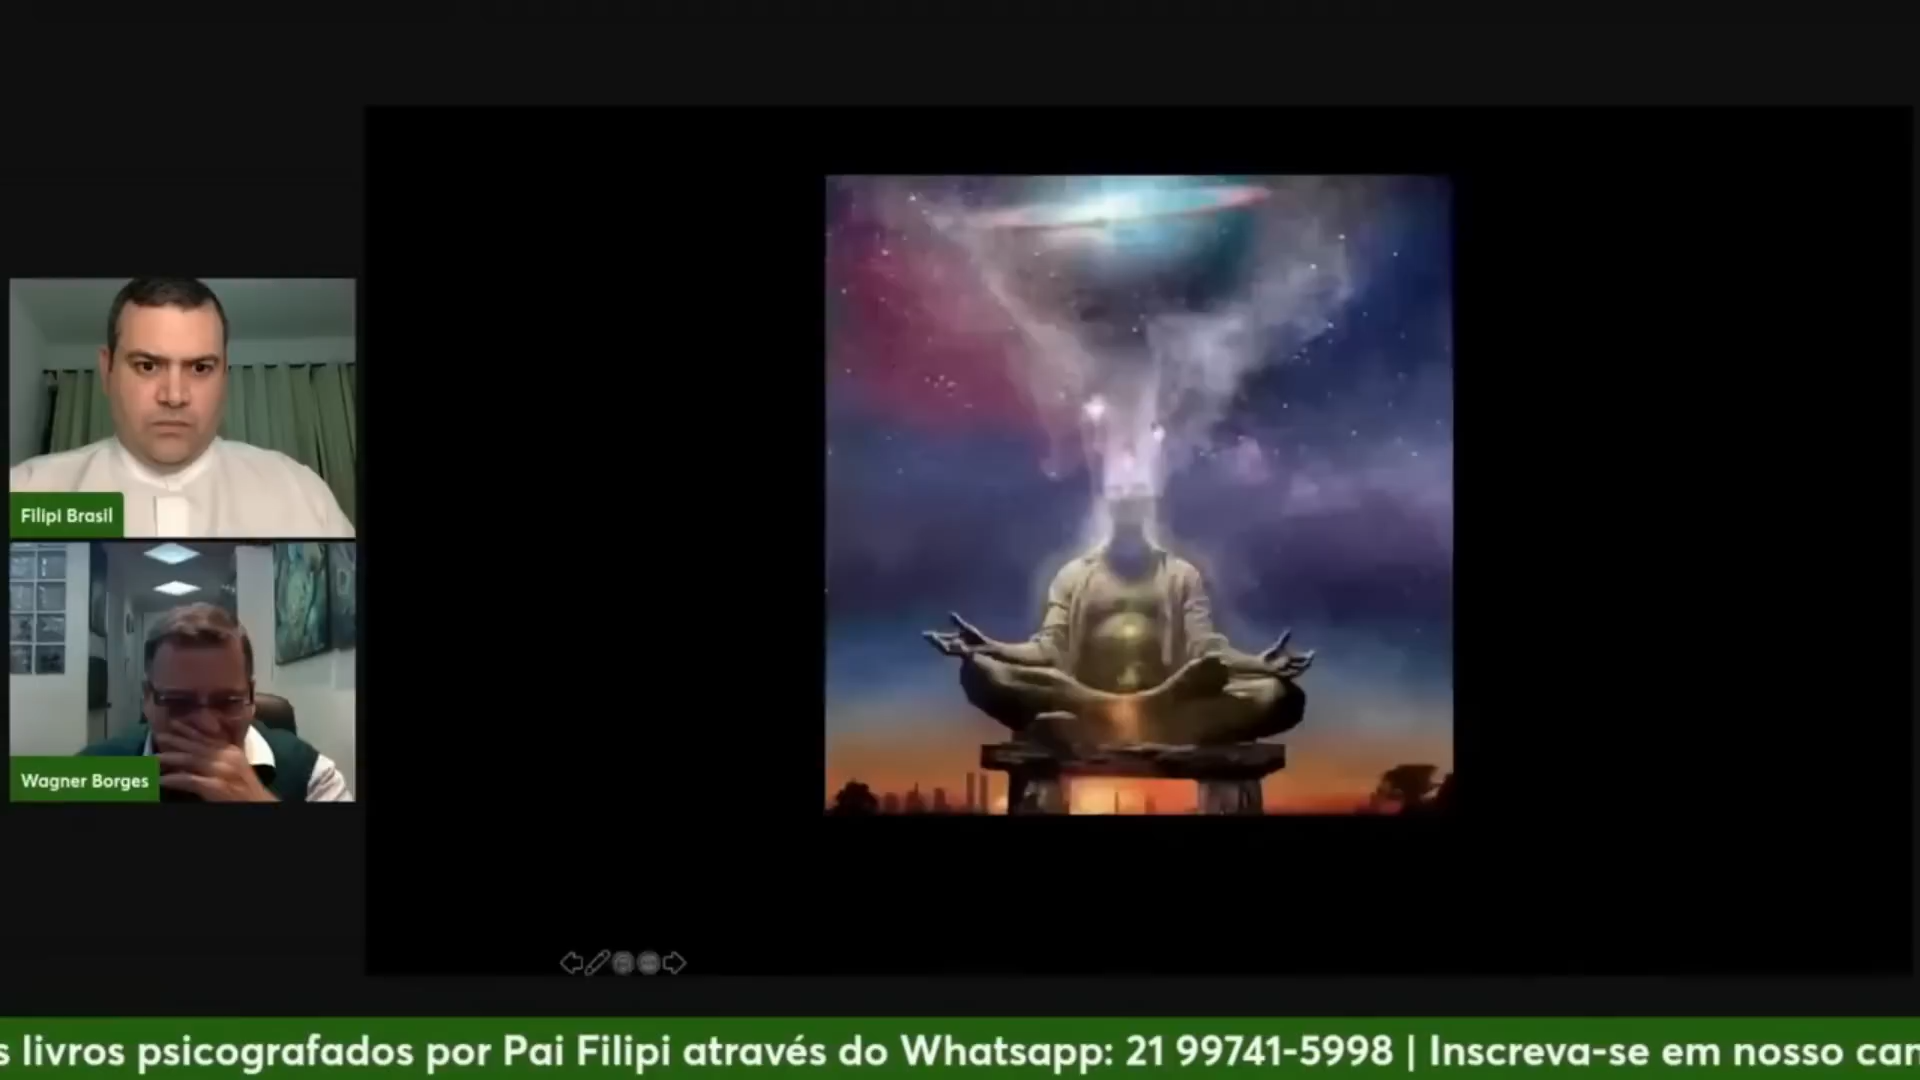 Filipi Brasil
Wagner Borges
s livros psicografados por Pai Filipi através do Whatsapp: 21 99741-5998 | Inscreva-se em nosso can